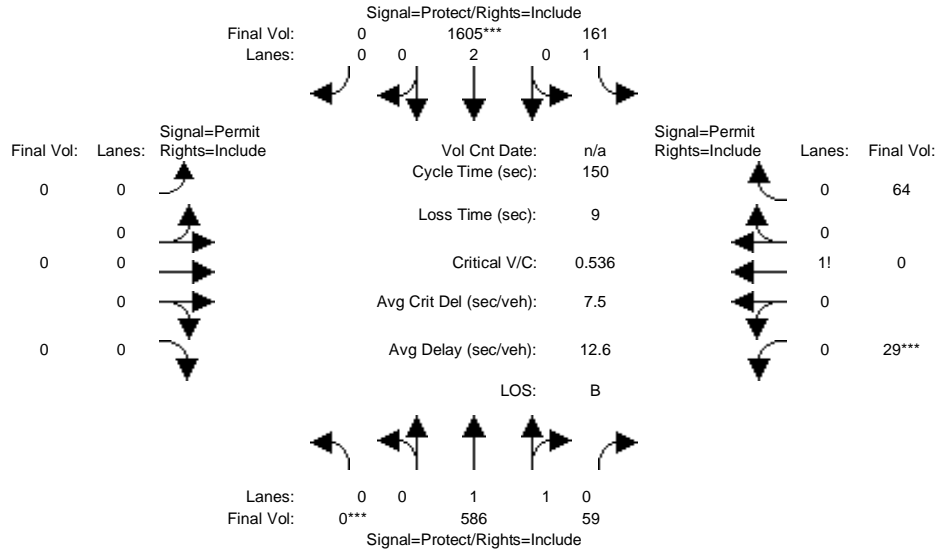 Signal=Protect/Rights=Include
Final Vol: 0 1605*** 161
Lanes: 0 0 2 0 1
Signal=Permit
Final Vol: Lanes: Rights=Include
Vol Cnt Date: n/a
Signal=Permit
Rights=Include Lanes: Final Vol:
Cycle Time (sec): 150
0 0
0 64
Loss Time (sec): 9
0
0
0 0
Critical V/C: 0.536
1! 0
0
Avg Crit Del (sec/veh): 7.5
0
0 0
Avg Delay (sec/veh): 12.6
0 29***
LOS: B
Lanes: 0 0 1 1 0
Final Vol: 0*** 586 59
Signal=Protect/Rights=Include